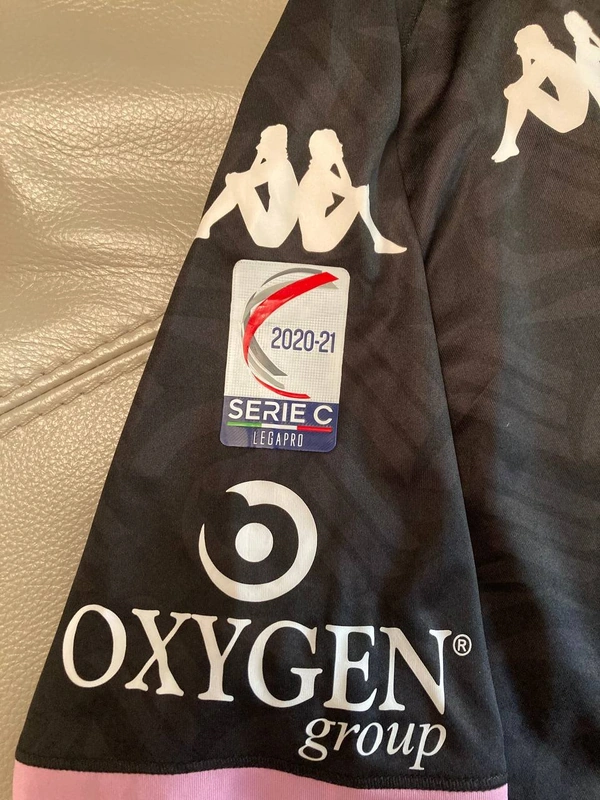 2020-21
SERIE C
LEGAPRO
OXYGEN®
group